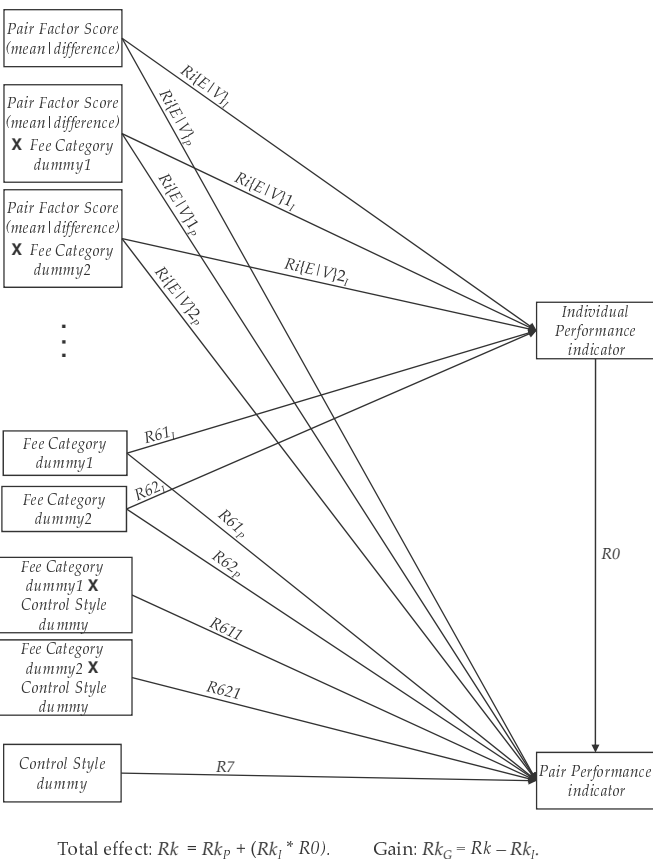 Pair Factor Score
(mean|difference)
Pair Factor Score
(mean|difference)
X Fee Category
dummy1
Pair Factor Score
(mean|difference)
X Fee Category
dummy2
.
.
.
Fee Category
dummy1
Fee Category
dummy2
Fee Category
dummy1 X
Control Style
dummy
Fee Category
dummy2 X
Control Style
dummy
Control Style
dummy
Ri{E|V}I
Ri{E|V}P
Ri{E|V}1I
Ri{E|V}1P
Ri{E|V}2I
Ri{E|V}2P
R61I
R62I
R61P
R62P
R611
R621
R7
Individual
Performance
indicator
R0
Pair Performance
indicator
Total effect: Rk = RkP + (RkI * R0). Gain: RkG = Rk – RkI.